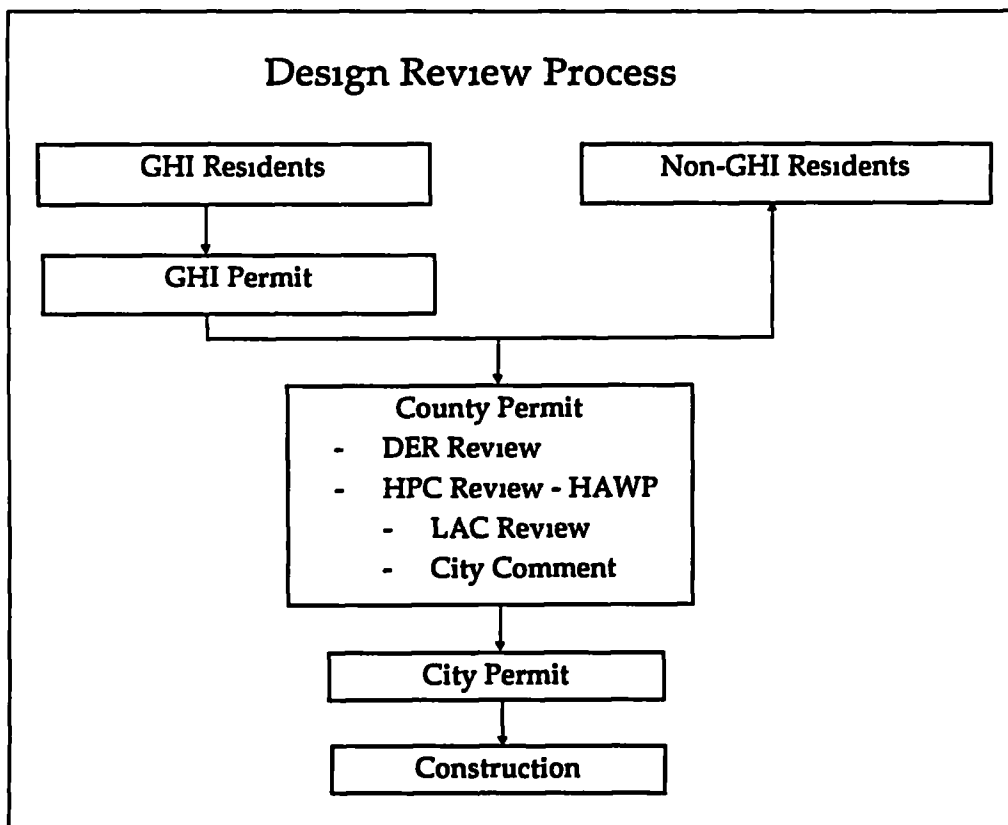 Design Review Process
GHI Residents
Non-GHI Residents
GHI Permit
County Permit
- DER Review
- HPC Review - HAWP
- LAC Review
- City Comment
City Permit
Construction